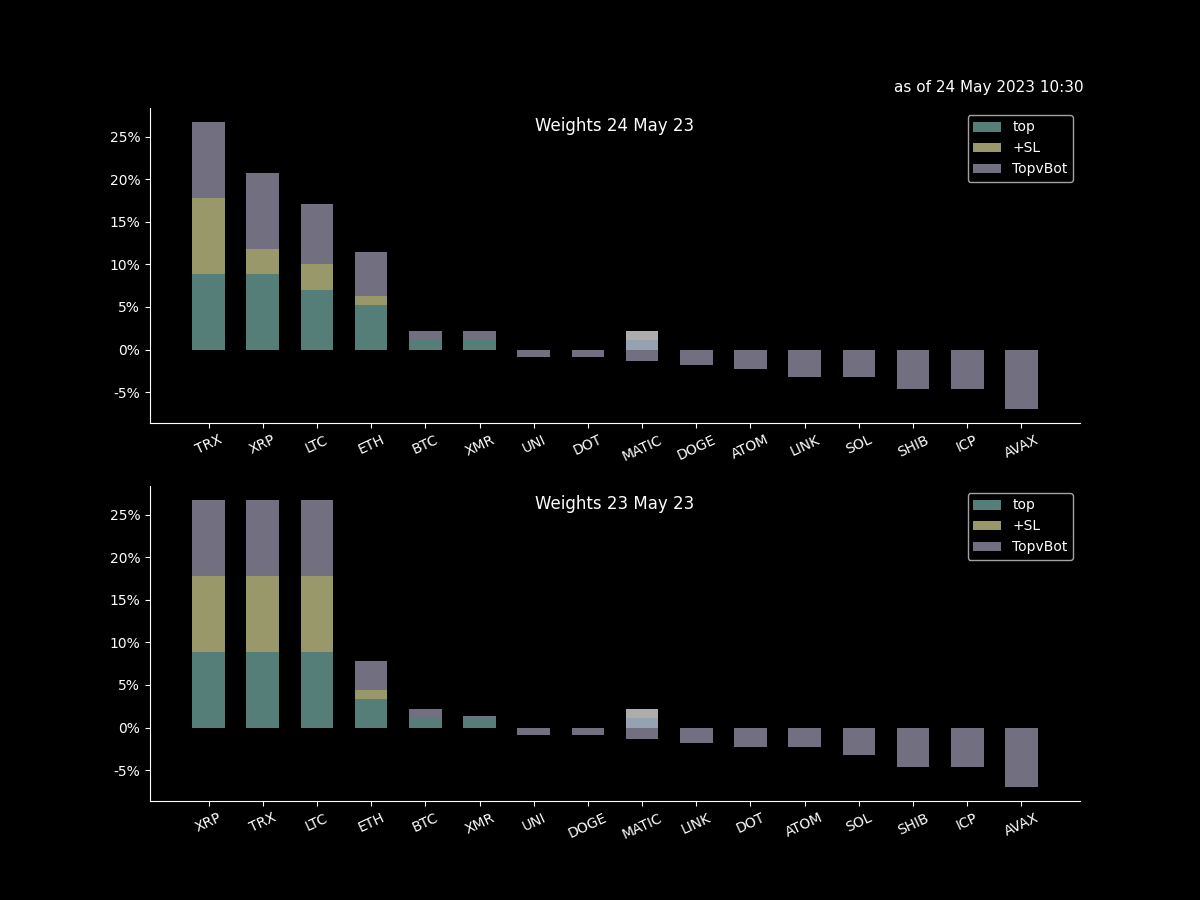 as of 24 May 2023 10:30
Weights 24 May 23
top
+SL
TopvBot
25%
20%
15%
10%
5%
0%
-5%
TRX XRP LTC ETH BTC XMR UNI DOT MATIC DOGE ATOM LINK SOL SHIB ICP AVAX
Weights 23 May 23
top
+SL
TopvBot
25%
20%
15%
10%
5%
0%
-5%
XRP TRX LTC ETH BTC XMR UNI DOGE MATIC LINK DOT ATOM SOL SHIB ICP AVAX